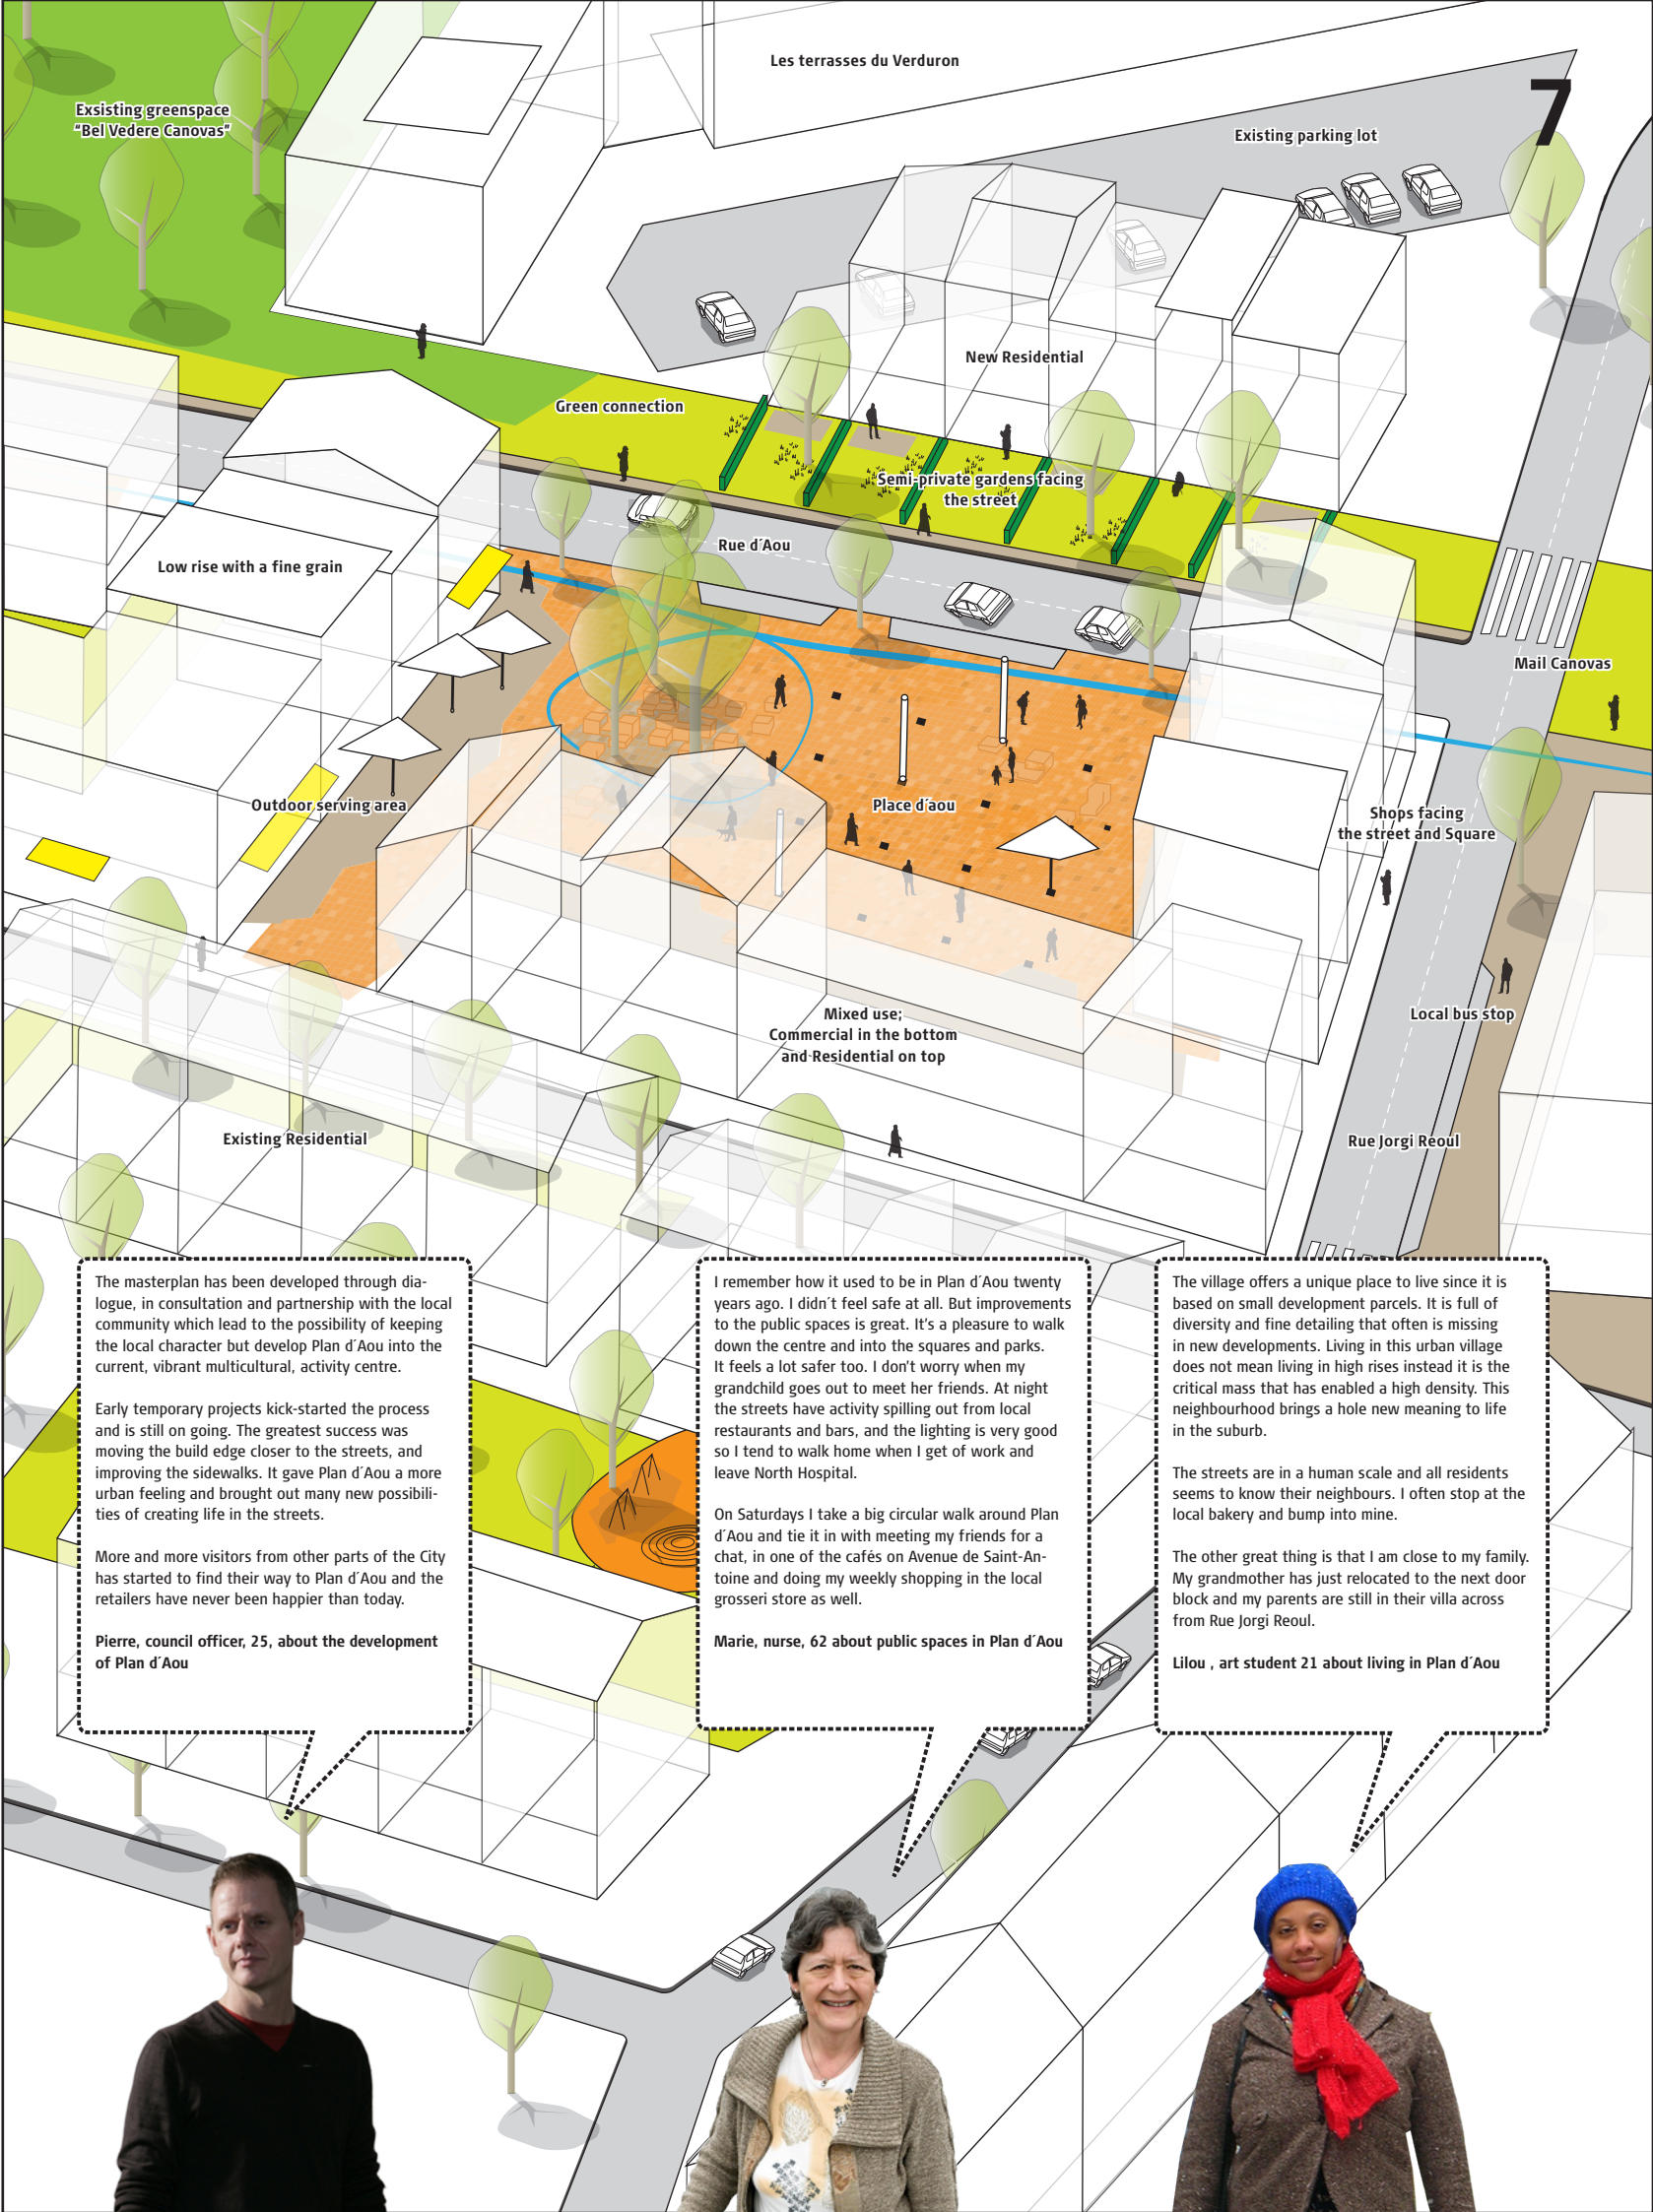 Les terrasses du Verduron
7
Exsisting greenspace
"Bel Vedere Canovas"
Existing parking lot
New Residential
Green connection
Semi-private gardens facing
the street
Rue d´Aou
Low rise with a fine grain
Mail Canovas
Outdoor serving area
Place d´aou
Shops facing
the street and Square
Mixed use;
Commercial in the bottom
and Residential on top
Local bus stop
Existing Residential
Rue Jorgi Reoul
The masterplan has been developed through dia-
logue, in consultation and partnership with the local
community which lead to the possibility of keeping
the local character but develop Plan d´Aou into the
current, vibrant multicultural, activity centre.
Early temporary projects kick-started the process
and is still on going. The greatest success was
moving the build edge closer to the streets, and
improving the sidewalks. It gave Plan d´Aou a more
urban feeling and brought out many new possibili-
ties of creating life in the streets.
More and more visitors from other parts of the City
has started to find their way to Plan d´Aou and the
retailers have never been happier than today.
Pierre, council officer, 25, about the development
of Plan d´Aou
I remember how it used to be in Plan d´Aou twenty
years ago. I didn´t feel safe at all. But improvements
to the public spaces is great. It's a pleasure to walk
down the centre and into the squares and parks.
It feels a lot safer too. I don't worry when my
grandchild goes out to meet her friends. At night
the streets have activity spilling out from local
restaurants and bars, and the lighting is very good
so I tend to walk home when I get of work and
leave North Hospital.
On Saturdays I take a big circular walk around Plan
d´Aou and tie it in with meeting my friends for a
chat, in one of the cafés on Avenue de Saint-An-
toine and doing my weekly shopping in the local
grosseri store as well.
Marie, nurse, 62 about public spaces in Plan d´Aou
The village offers a unique place to live since it is
based on small development parcels. It is full of
diversity and fine detailing that often is missing
in new developments. Living in this urban village
does not mean living in high rises instead it is the
critical mass that has enabled a high density. This
neighbourhood brings a hole new meaning to life
in the suburb.
The streets are in a human scale and all residents
seems to know their neighbours. I often stop at the
local bakery and bump into mine.
The other great thing is that I am close to my family.
My grandmother has just relocated to the next door
block and my parents are still in their villa across
from Rue Jorgi Reoul.
Lilou , art student 21 about living in Plan d´Aou